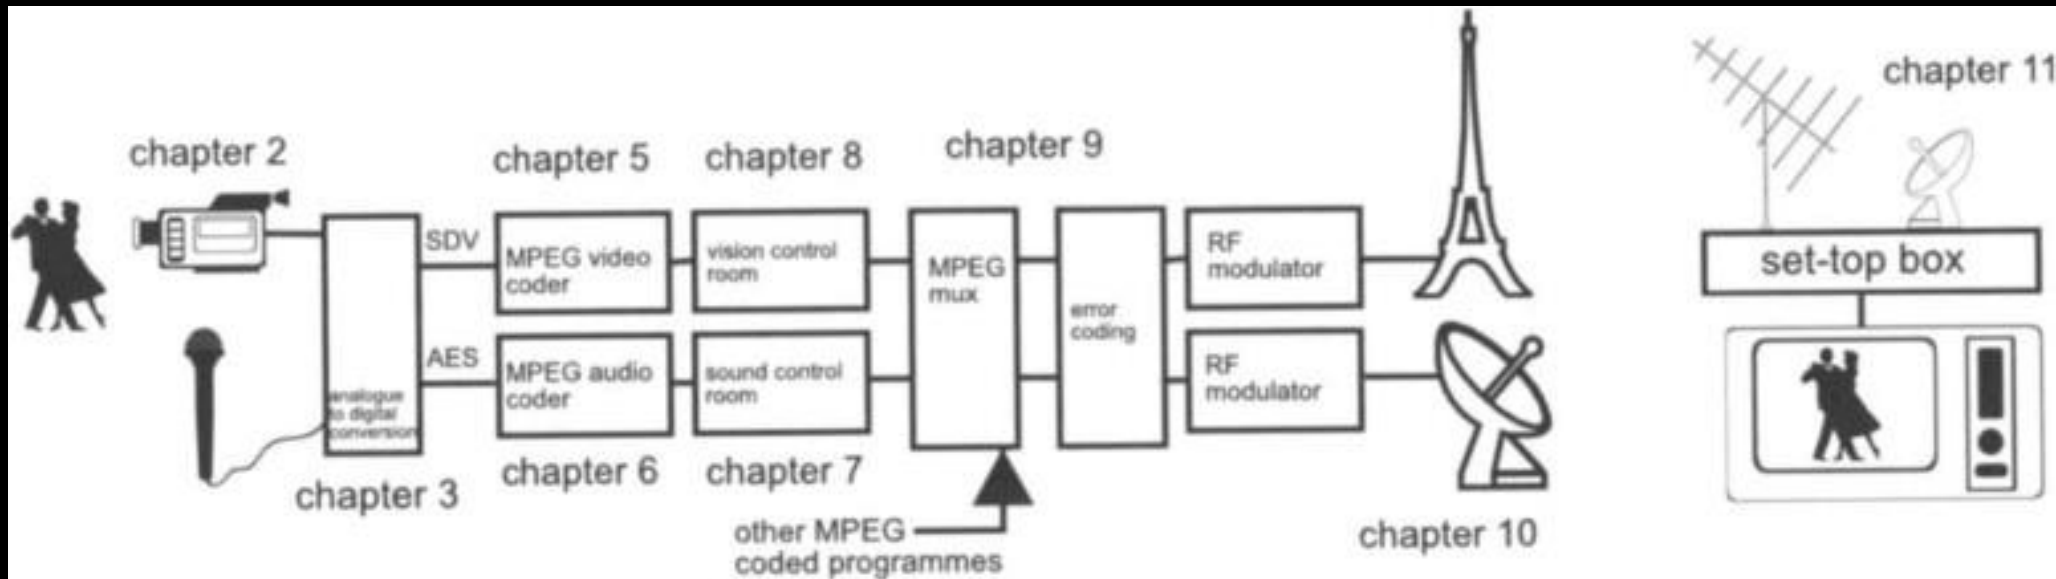 chapter 2
chapter 5
chapter 8
chapter 9
chapter 11
SDV
MPEG video
coder
vision control
room
MPEG
mux
error
coding
RF
modulator
set-top box
AES
analogue
to digital
conversion
MPEG audio
coder
sound control
room
RF
modulator
chapter 3
chapter 6
chapter 7
other MPEG
coded programmes
chapter 10